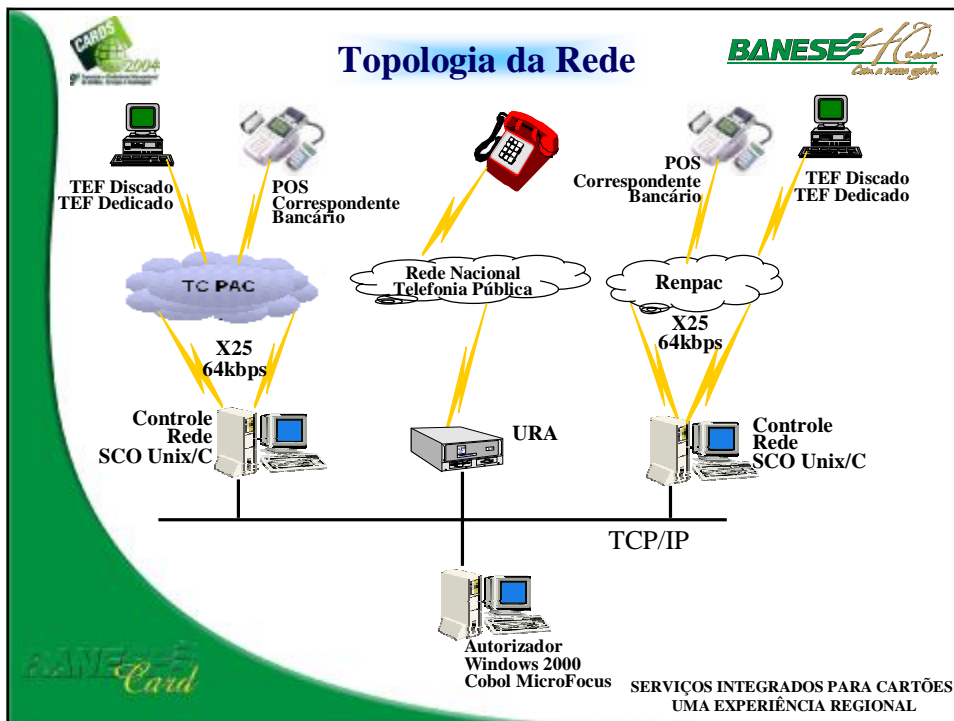 CARDS
2004
Topologia da Rede
BANESE 40 anos
Com a nossa gente.
TEF Discado
TEF Dedicado
POS
Correspondente
Bancário
POS
Correspondente
Bancário
TEF Discado
TEF Dedicado
TC PAC
Rede Nacional
Telefonia Pública
Renpac
X25
64kbps
X25
64kbps
Controle
Rede
SCO Unix/C
URA
Controle
Rede
SCO Unix/C
TCP/IP
Autorizador
Windows 2000
Cobol MicroFocus
BANESE
Card
SERVIÇOS INTEGRADOS PARA CARTÕES
UMA EXPERIÊNCIA REGIONAL